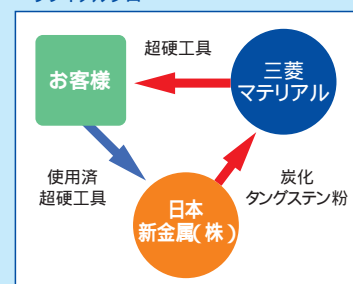 超硬工具
お客様
三菱
マテリアル
使用済
超硬工具
炭化
タングステン粉
日本
新金属(株)